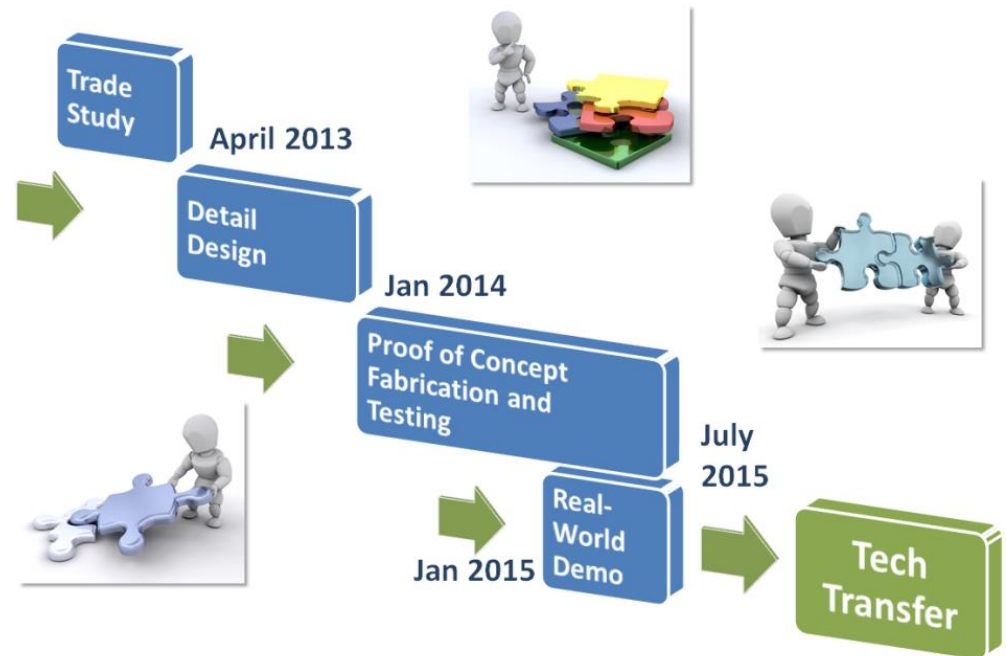 Trade
Study
April 2013
Detail
Design
Jan 2014
Proof of Concept
Fabrication and
Testing
July
2015
Real-
World
Demo
Jan 2015
Tech
Transfer